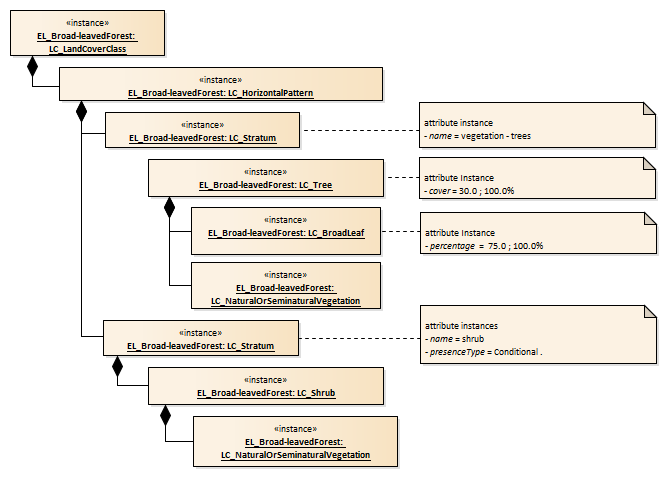 «instance»
EL_Broad-leavedForest:
LC_LandCoverClass
«instance»
EL_Broad-leavedForest: LC_HorizontalPattern
«instance»
EL_Broad-leavedForest: LC_Stratum
attribute instance
- name = vegetation - trees
«instance»
EL_Broad-leavedForest: LC_Tree
attribute Instance
- cover = 30.0 ; 100.0%
«instance»
EL_Broad-leavedForest: LC_BroadLeaf
attribute Instance
- percentage = 75.0 ; 100.0%
«instance»
EL_Broad-leavedForest:
LC_NaturalOrSeminaturalVegetation
«instance»
EL_Broad-leavedForest: LC_Stratum
attribute instances
- name = shrub
- presenceType = Conditional .
«instance»
EL_Broad-leavedForest: LC_Shrub
«instance»
EL_Broad-leavedForest:
LC_NaturalOrSeminaturalVegetation